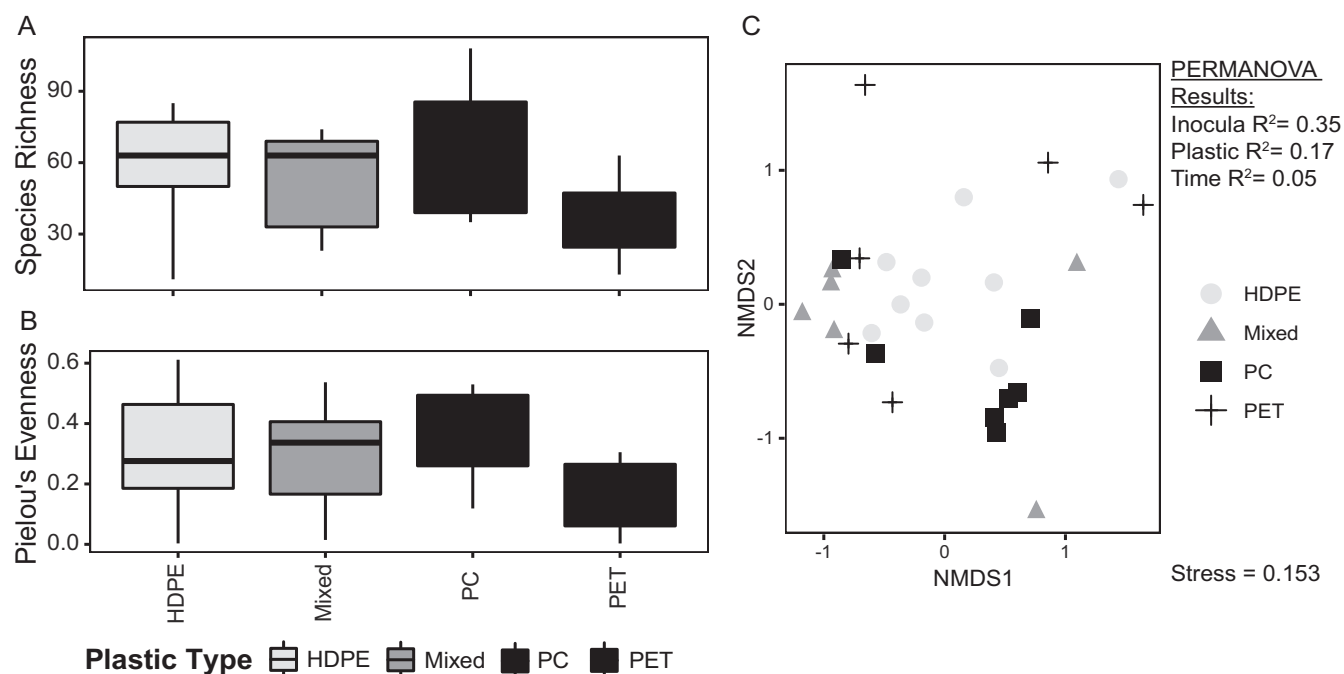 A
Species Richness
90
60
30
B
Pielou's Evenness
0.6
0.4
0.2
0.0
HDPE
Mixed
PC
PET
Plastic Type
HDPE
Mixed
PC
PET
C
NMDS2
1
0
-1
-1
0
1
NMDS1
HDPE
Mixed
PC
PET
PERMANOVA
Results:
Inocula R²= 0.35
Plastic R²= 0.17
Time R²= 0.05
Stress = 0.153